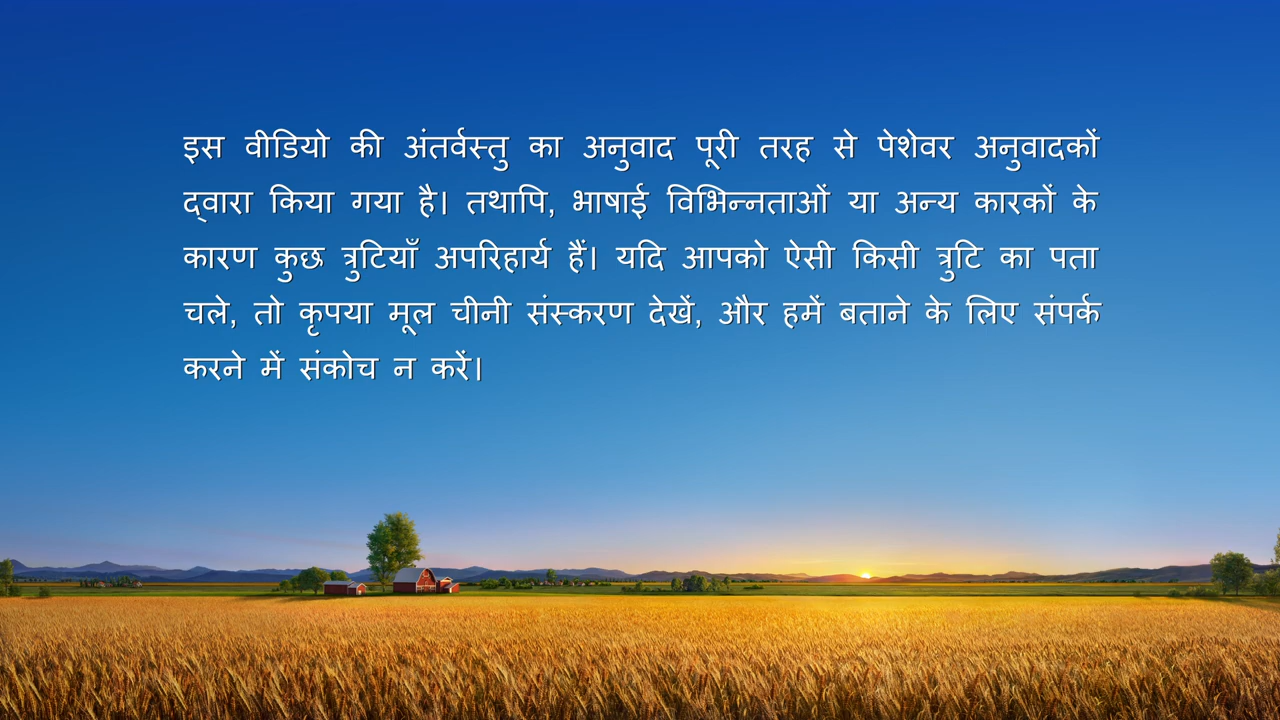 इस वीडियो की अंतर्वस्तु का अनुवाद पूरी तरह से पेशेवर अनुवादकों
द्वारा किया गया है। तथापि, भाषाई विभिन्नताओं या अन्य कारकों के
कारण कुछ त्रुटियाँ अपरिहार्य हैं। यदि आपको ऐसी किसी त्रुटि का पता
चले, तो कृपया मूल चीनी संस्करण देखें, और हमें बताने के लिए संपर्क
करने में संकोच न करें।